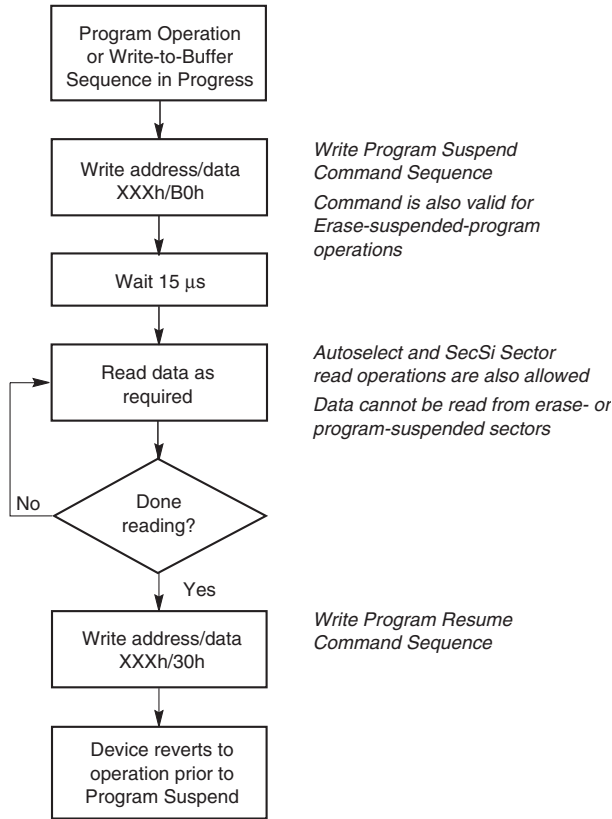 Program Operation
or Write-to-Buffer
Sequence in Progress
Write address/data
XXXh/B0h
Write Program Suspend
Command Sequence
Command is also valid for
Erase-suspended-program
operations
Wait 15 μs
Read data as
required
Autoselect and SecSi Sector
read operations are also allowed
Data cannot be read from erase- or
program-suspended sectors
Done
reading?
No
Yes
Write address/data
XXXh/30h
Write Program Resume
Command Sequence
Device reverts to
operation prior to
Program Suspend